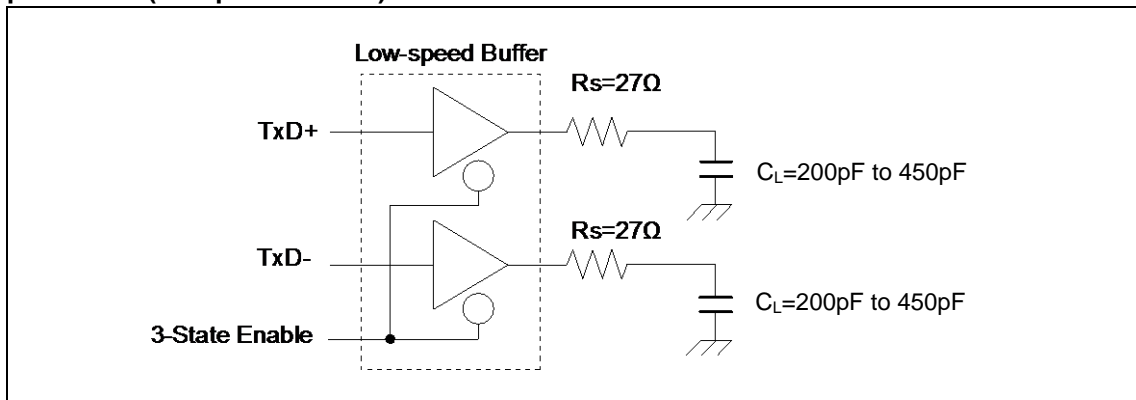 Low-speed Buffer
Rs=27Ω
TxD+
CL=200pF to 450pF
Rs=27Ω
TxD-
CL=200pF to 450pF
3-State Enable